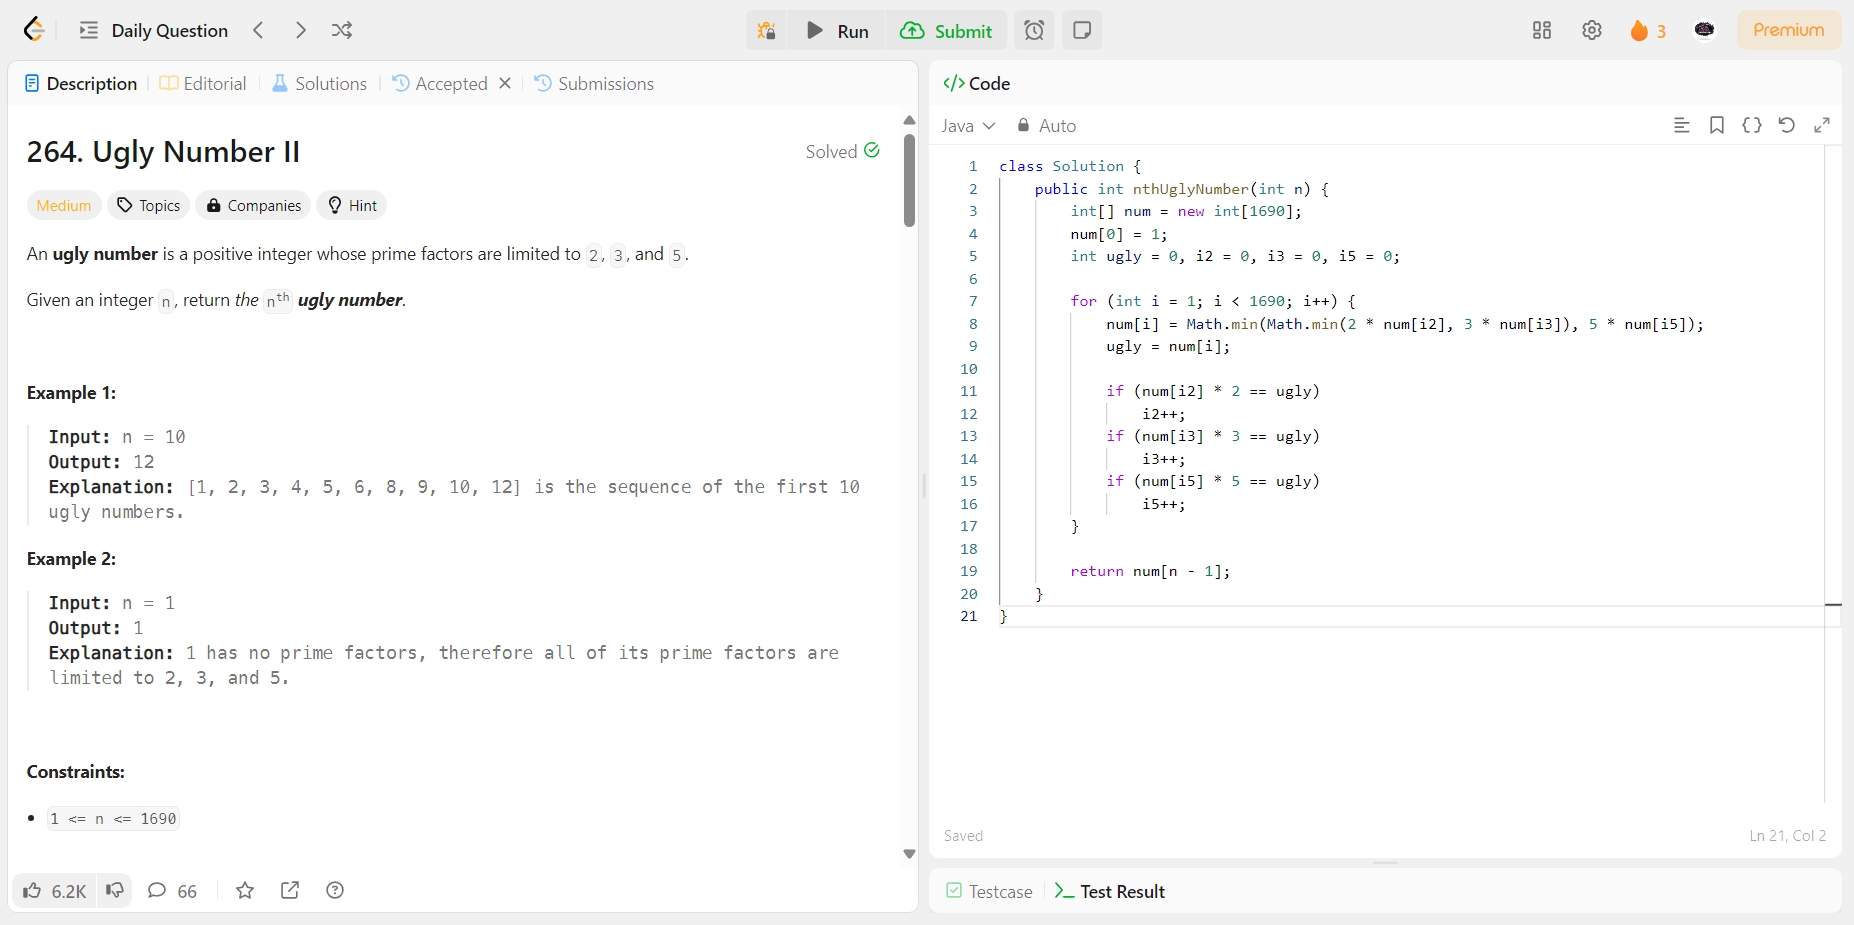 Daily Question
Run
Submit
3
Premium
Description
Editorial
Solutions
Accepted
Submissions
264. Ugly Number II
Solved
Medium
Topics
Companies
Hint
An ugly number is a positive integer whose prime factors are limited to 2, 3, and 5.
Given an integer n, return the nth ugly number.
Example 1:
Input: n = 10
Output: 12
Explanation: [1, 2, 3, 4, 5, 6, 8, 9, 10, 12] is the sequence of the first 10
ugly numbers.
Example 2:
Input: n = 1
Output: 1
Explanation: 1 has no prime factors, therefore all of its prime factors are
limited to 2, 3, and 5.
Constraints:
• 1 <= n <= 1690
6.2K
66
</> Code
Java
Auto
1 class Solution {
2     public int nthUglyNumber(int n) {
3         int[] num = new int[1690];
4         num[0] = 1;
5         int ugly = 0, i2 = 0, i3 = 0, i5 = 0;
6
7         for (int i = 1; i < 1690; i++) {
8             num[i] = Math.min(Math.min(2 * num[i2], 3 * num[i3]), 5 * num[i5]);
9             ugly = num[i];
10
11             if (num[i2] * 2 == ugly)
12                 i2++;
13             if (num[i3] * 3 == ugly)
14                 i3++;
15             if (num[i5] * 5 == ugly)
16                 i5++;
17         }
18
19         return num[n - 1];
20     }
21 }
Saved
Ln 21, Col 2
Testcase
Test Result